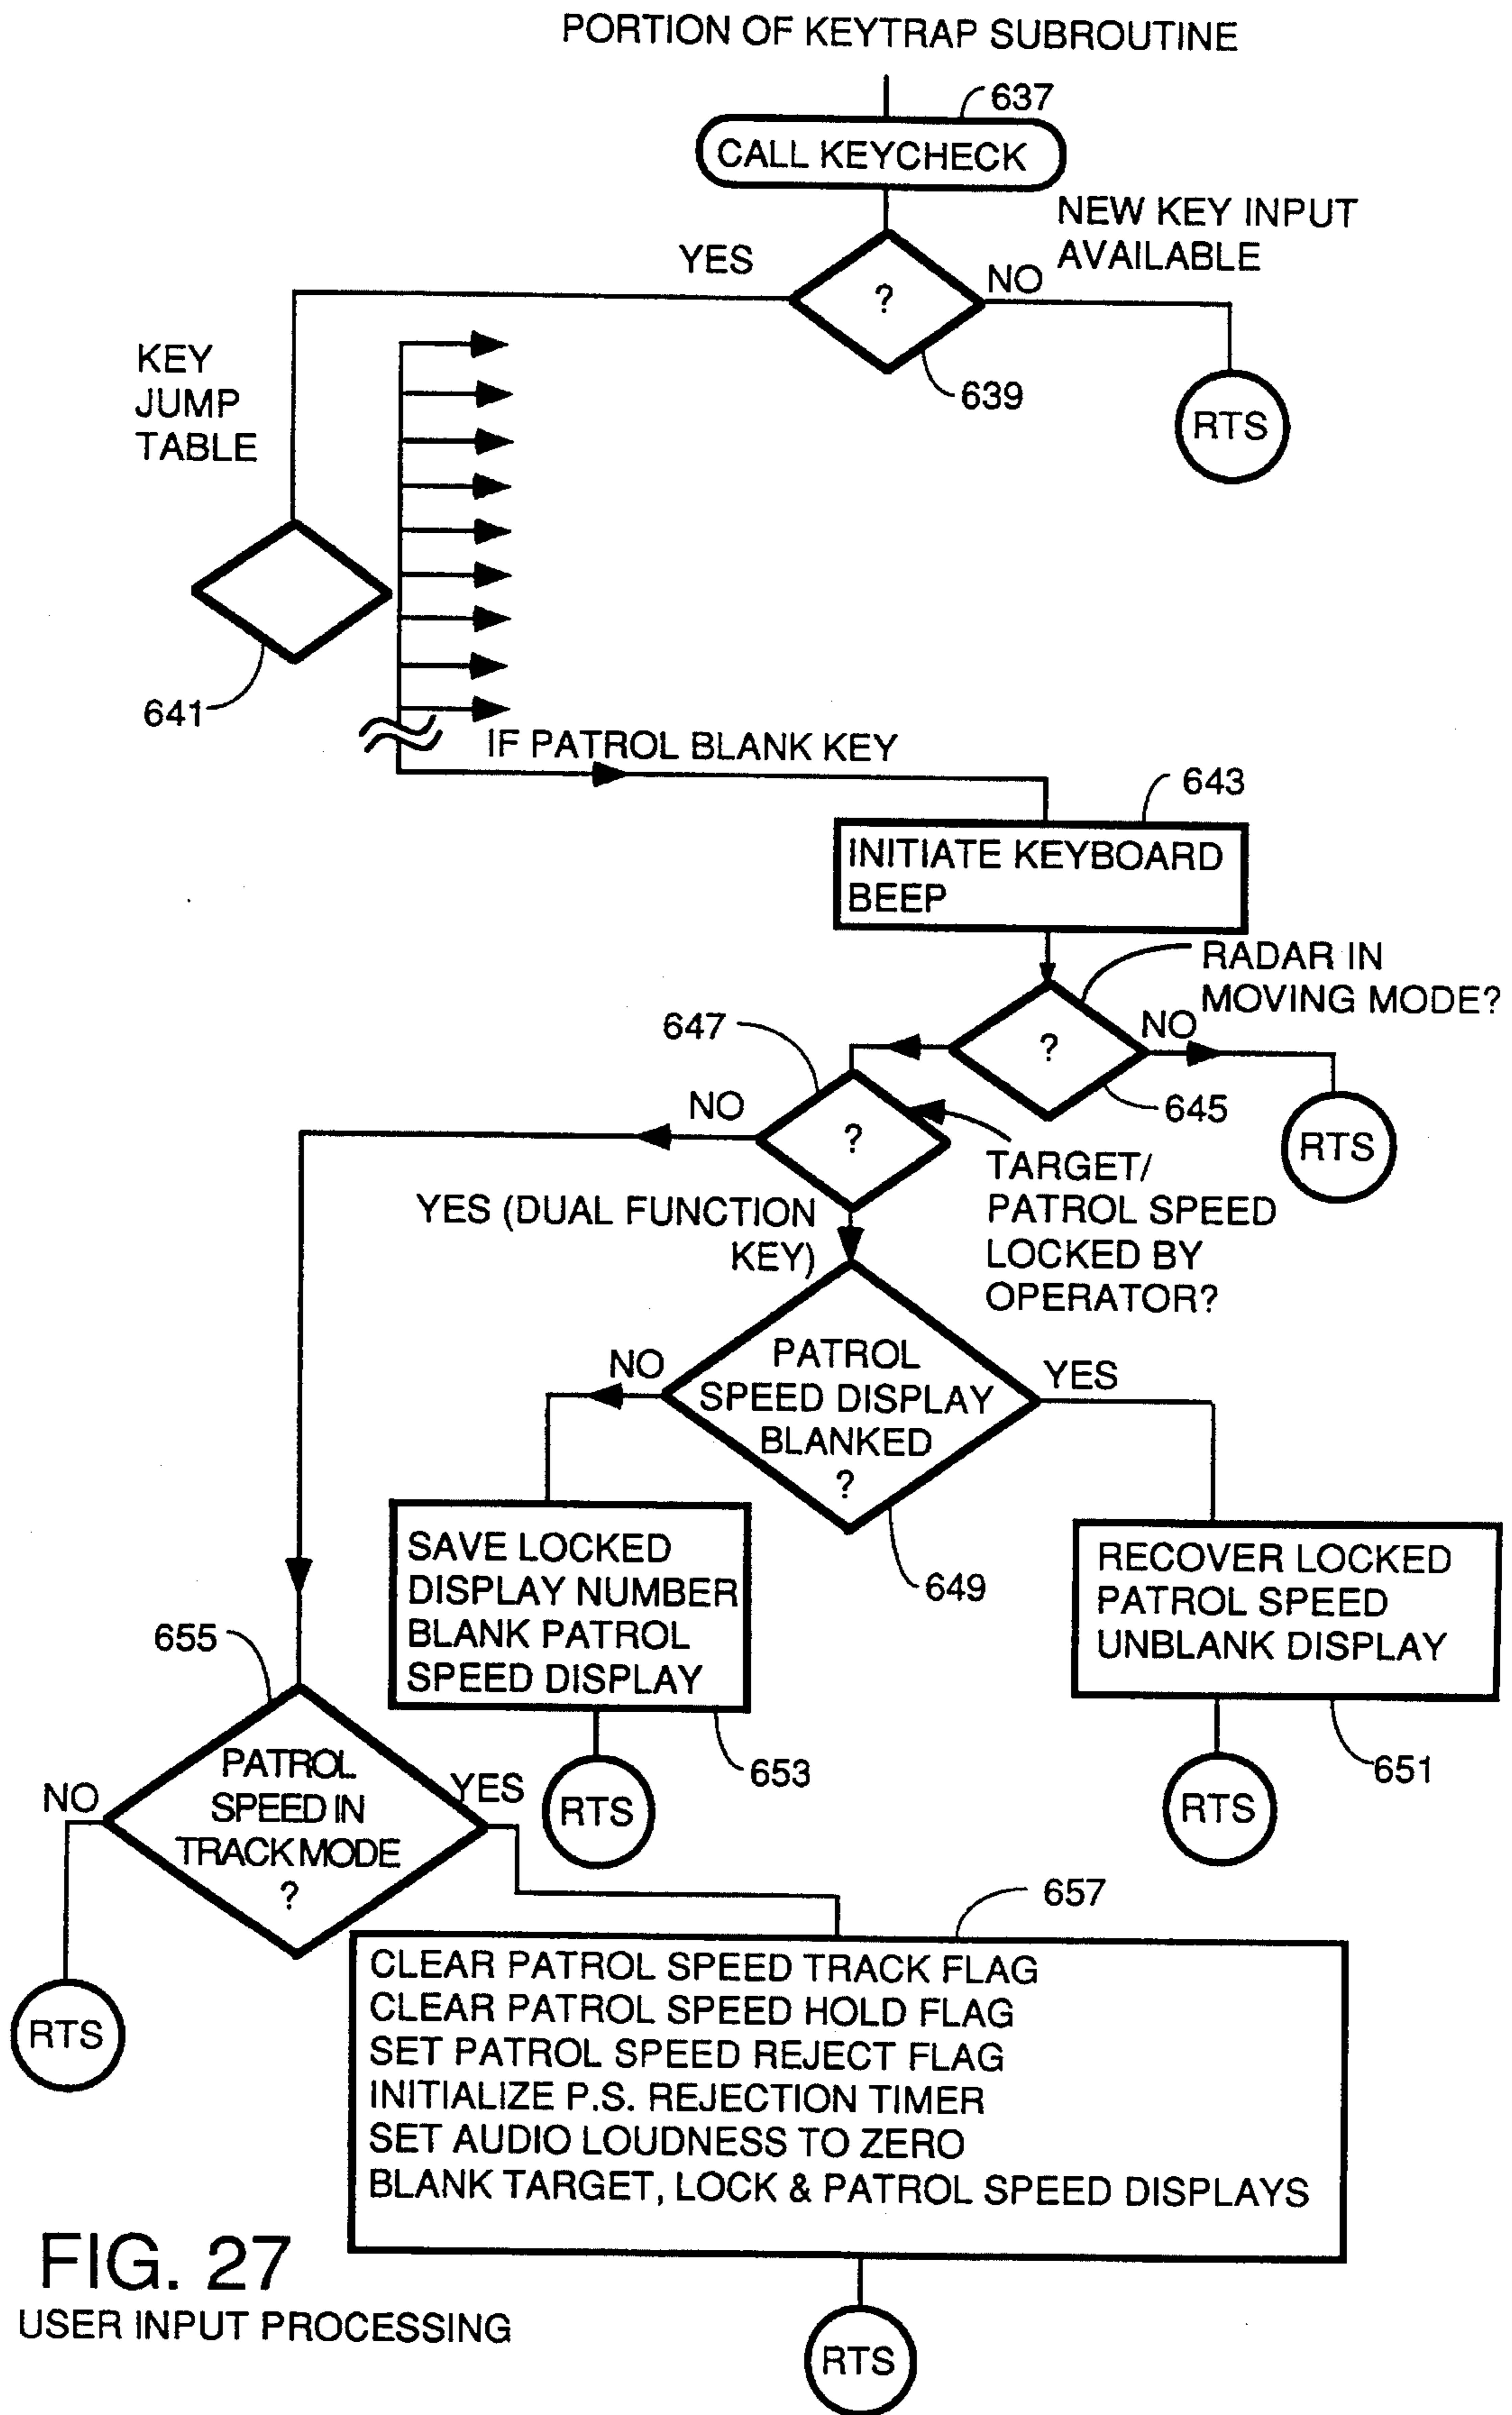 PORTION OF KEYTRAP SUBROUTINE
637
CALL KEYCHECK
NEW KEY INPUT
AVAILABLE
YES
?
NO
639
RTS
KEY
JUMP
TABLE
641
IF PATROL BLANK KEY
643
INITIATE KEYBOARD
BEEP
RADAR IN
MOVING MODE?
647
?
NO
645
RTS
NO
?
TARGET/
PATROL SPEED
LOCKED BY
OPERATOR?
YES (DUAL FUNCTION
KEY)
NO
PATROL
SPEED DISPLAY
BLANKED
?
YES
649
SAVE LOCKED
DISPLAY NUMBER
BLANK PATROL
SPEED DISPLAY
653
RTS
RECOVER LOCKED
PATROL SPEED
UNBLANK DISPLAY
651
RTS
655
NO
PATROL
SPEED IN
TRACK MODE
?
YES
RTS
657
CLEAR PATROL SPEED TRACK FLAG
CLEAR PATROL SPEED HOLD FLAG
SET PATROL SPEED REJECT FLAG
INITIALIZE P.S. REJECTION TIMER
SET AUDIO LOUDNESS TO ZERO
BLANK TARGET, LOCK & PATROL SPEED DISPLAYS
RTS
FIG. 27
USER INPUT PROCESSING